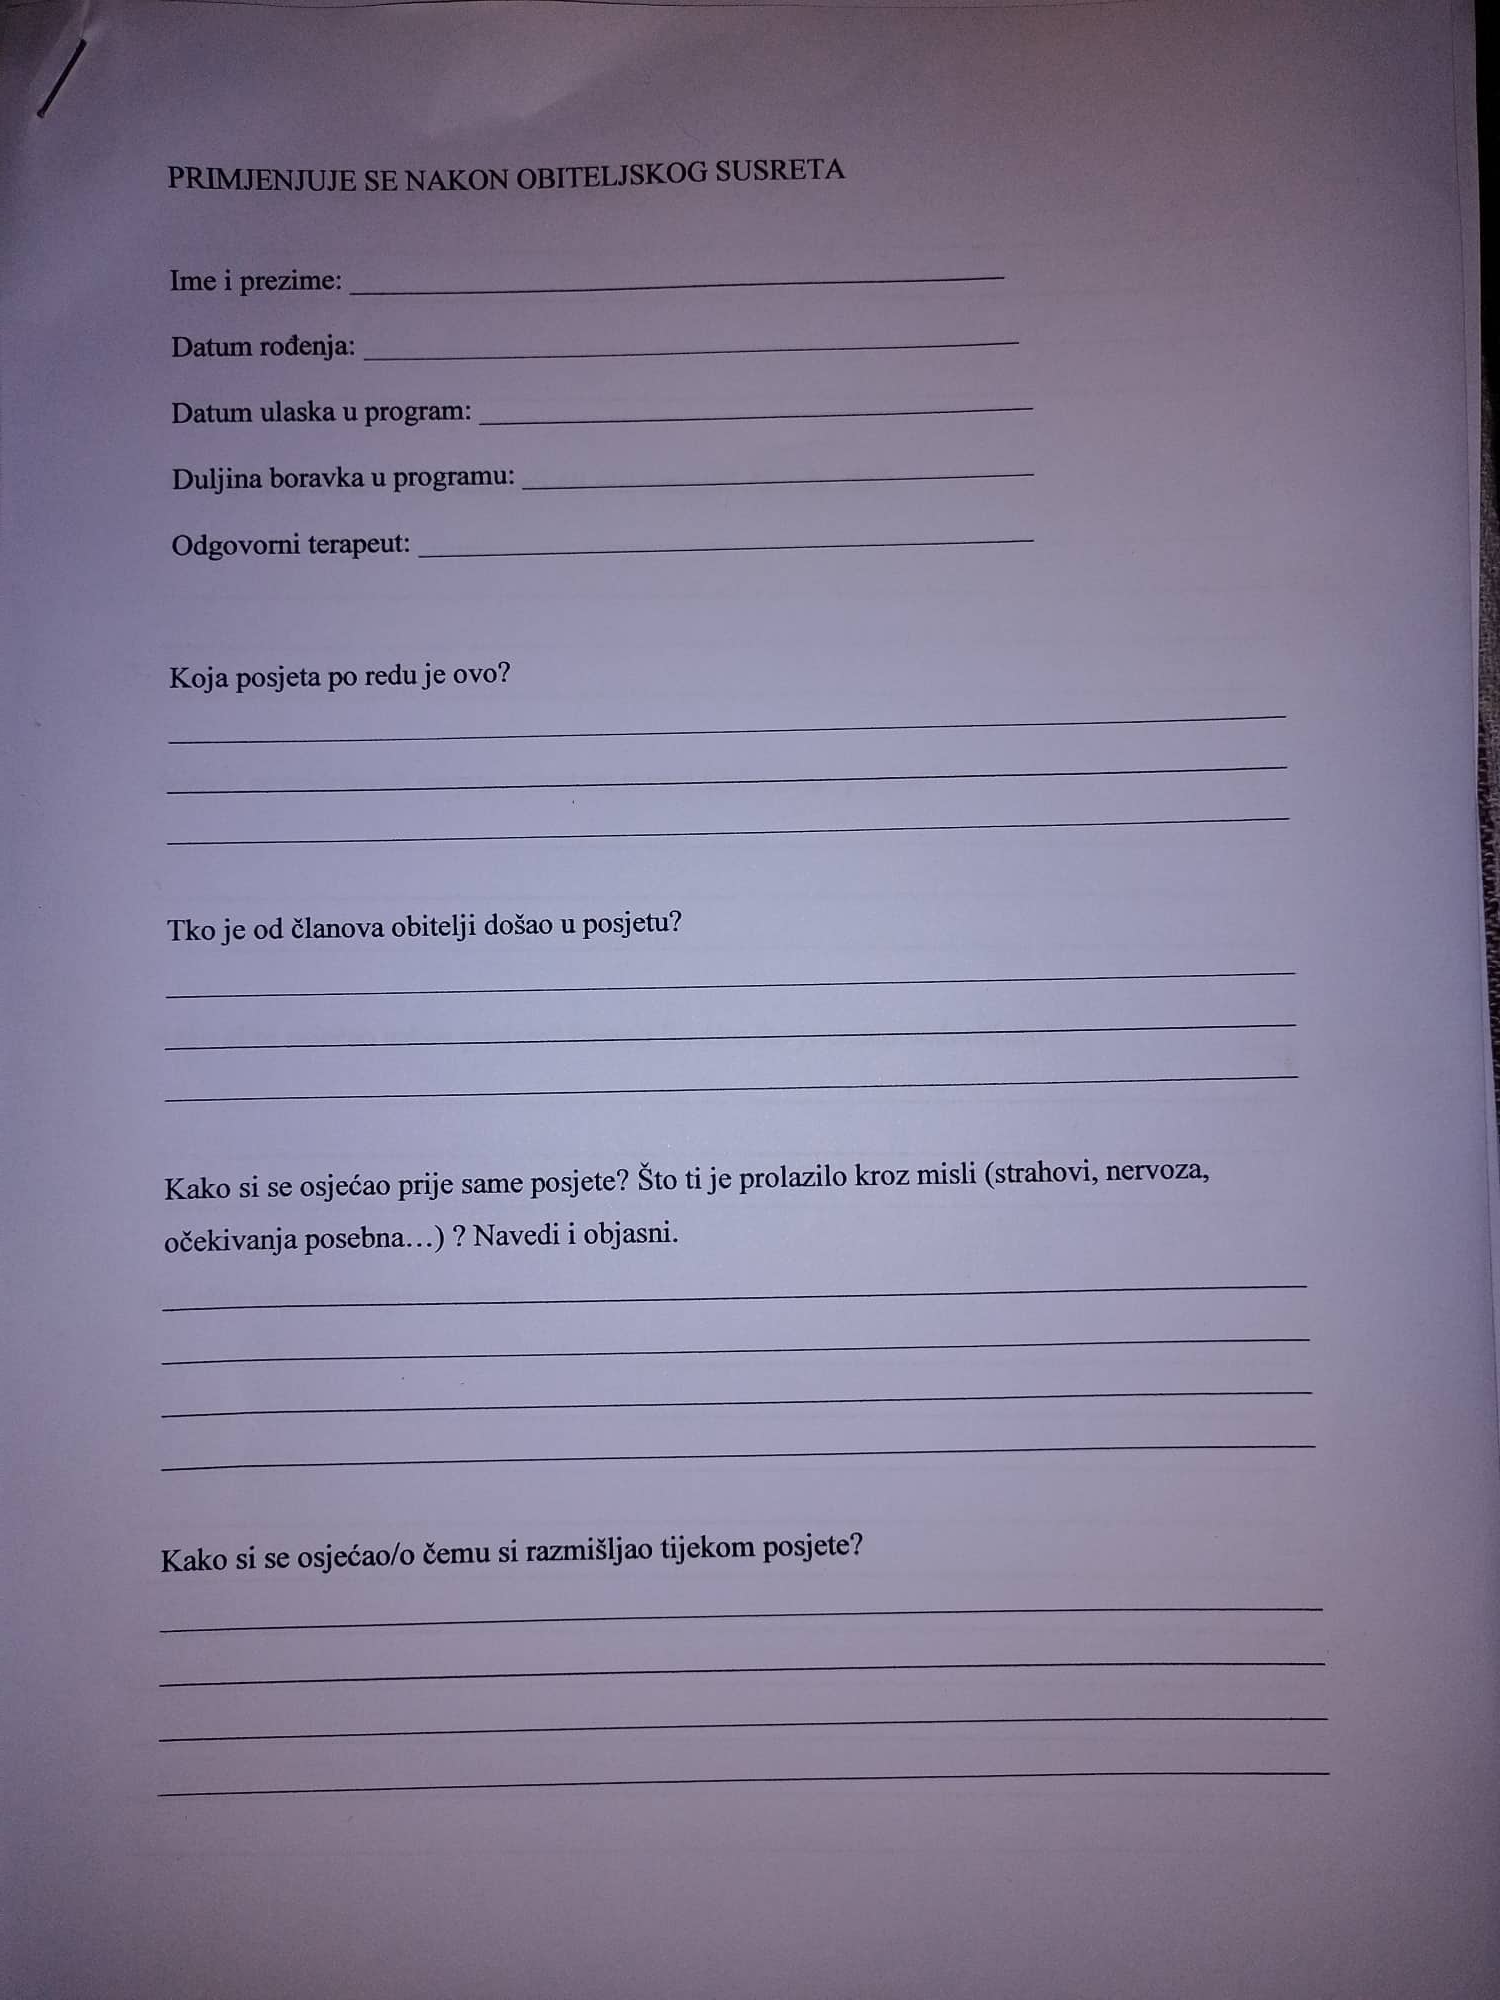 PRIMJENJUJE SE NAKON OBITELJSKOG SUSRETA
Ime i prezime:
Datum rođenja:
Datum ulaska u program:
Duljina boravka u programu:
Odgovorni terapeut:
Koja posjeta po redu je ovo?
Tko je od članova obitelji došao u posjetu?
Kako si se osjećao prije same posjete? Što ti je prolazilo kroz misli (strahovi, nervoza,
očekivanja posebna…) ? Navedi i objasni.
Kako si se osjećao/o čemu si razmišljao tijekom posjete?